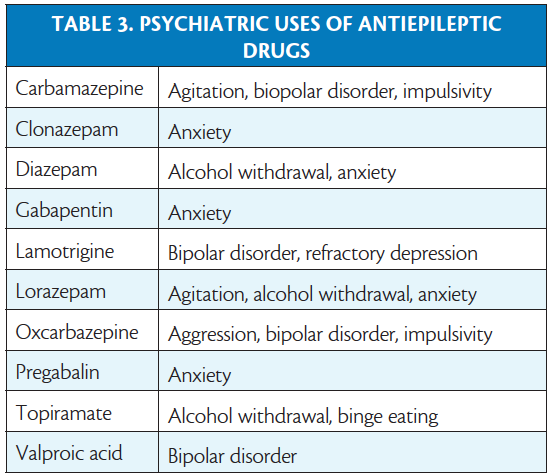 TABLE 3. PSYCHIATRIC USES OF ANTIEPILEPTIC
DRUGS
Carbamazepine Agitation, biopolar disorder, impulsivity
Clonazepam Anxiety
Diazepam Alcohol withdrawal, anxiety
Gabapentin Anxiety
Lamotrigine Bipolar disorder, refractory depression
Lorazepam Agitation, alcohol withdrawal, anxiety
Oxcarbazepine Aggression, bipolar disorder, impulsivity
Pregabalin Anxiety
Topiramate Alcohol withdrawal, binge eating
Valproic acid Bipolar disorder